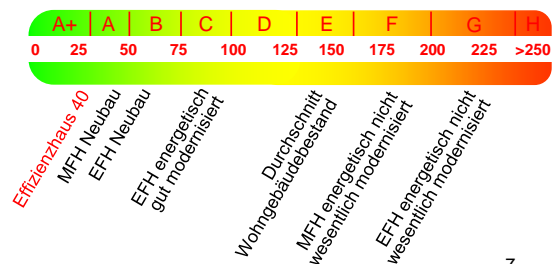 A+ A B C D E F G H
0 25 50 75 100 125 150 175 200 225 >250
Effizienzhaus 40
MFH Neubau
EFH Neubau
EFH energetisch
gut modernisiert
Durchschnitt
Wohngebäudebestand
MFH energetisch nicht
wesentlich modernisiert
EFH energetisch nicht
wesentlich modernisiert